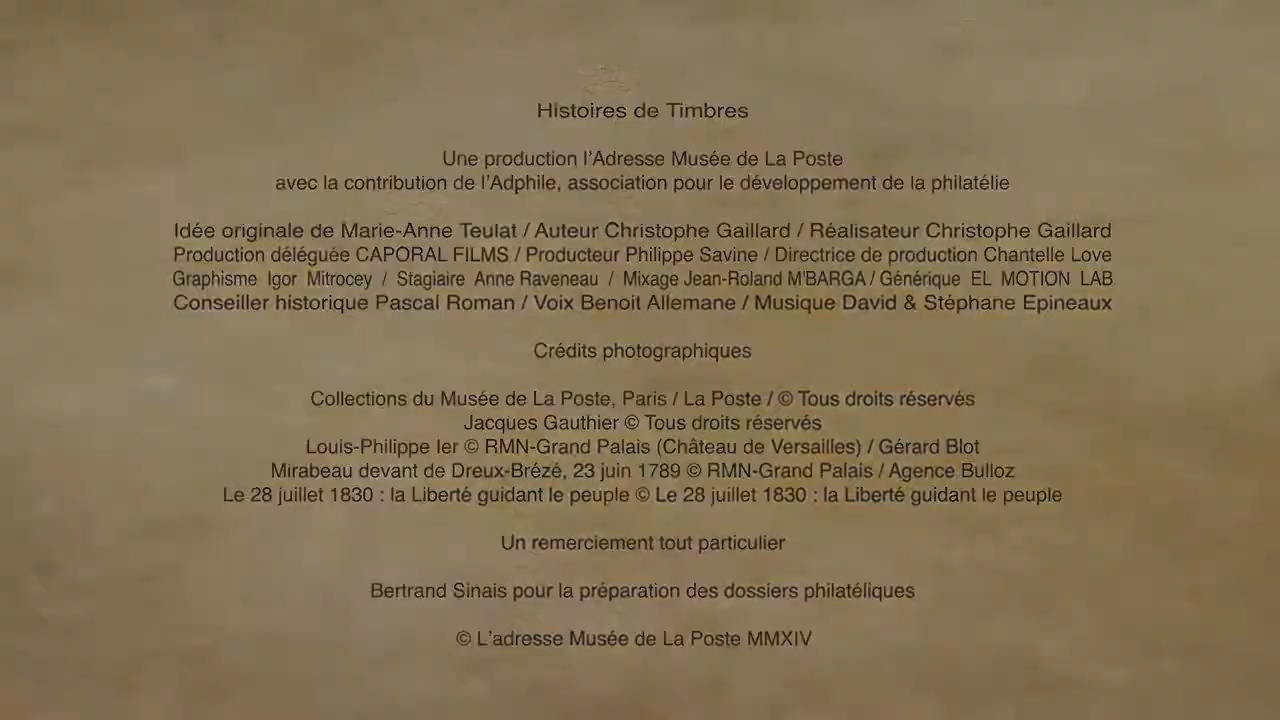 Histoires de Timbres
Une production l'Adresse Musée de La Poste
avec la contribution de l'Adphile, association pour le développement de la philatélie
Idée originale de Marie-Anne Teulat / Auteur Christophe Gaillard / Réalisateur Christophe Gaillard
Production déléguée CAPORAL FILMS / Producteur Philippe Savine / Directrice de production Chantelle Love
Graphisme Igor Mitrocey / Stagiaire Anne Raveneau / Mixage Jean-Roland M'BARGA / Générique EL MOTION LAB
Conseiller historique Pascal Roman / Voix Benoit Allemane / Musique David & Stéphane Epineaux
Crédits photographiques
Collections du Musée de La Poste, Paris / La Poste / © Tous droits réservés
Jacques Gauthier © Tous droits réservés
Louis-Philippe Ier © RMN-Grand Palais (Château de Versailles) / Gérard Blot
Mirabeau devant de Dreux-Brézé, 23 juin 1789 © RMN-Grand Palais / Agence Bulloz
Le 28 juillet 1830 : la Liberté guidant le peuple © Le 28 juillet 1830 : la Liberté guidant le peuple
Un remerciement tout particulier
Bertrand Sinais pour la préparation des dossiers philatéliques
© L'adresse Musée de La Poste MMXIV